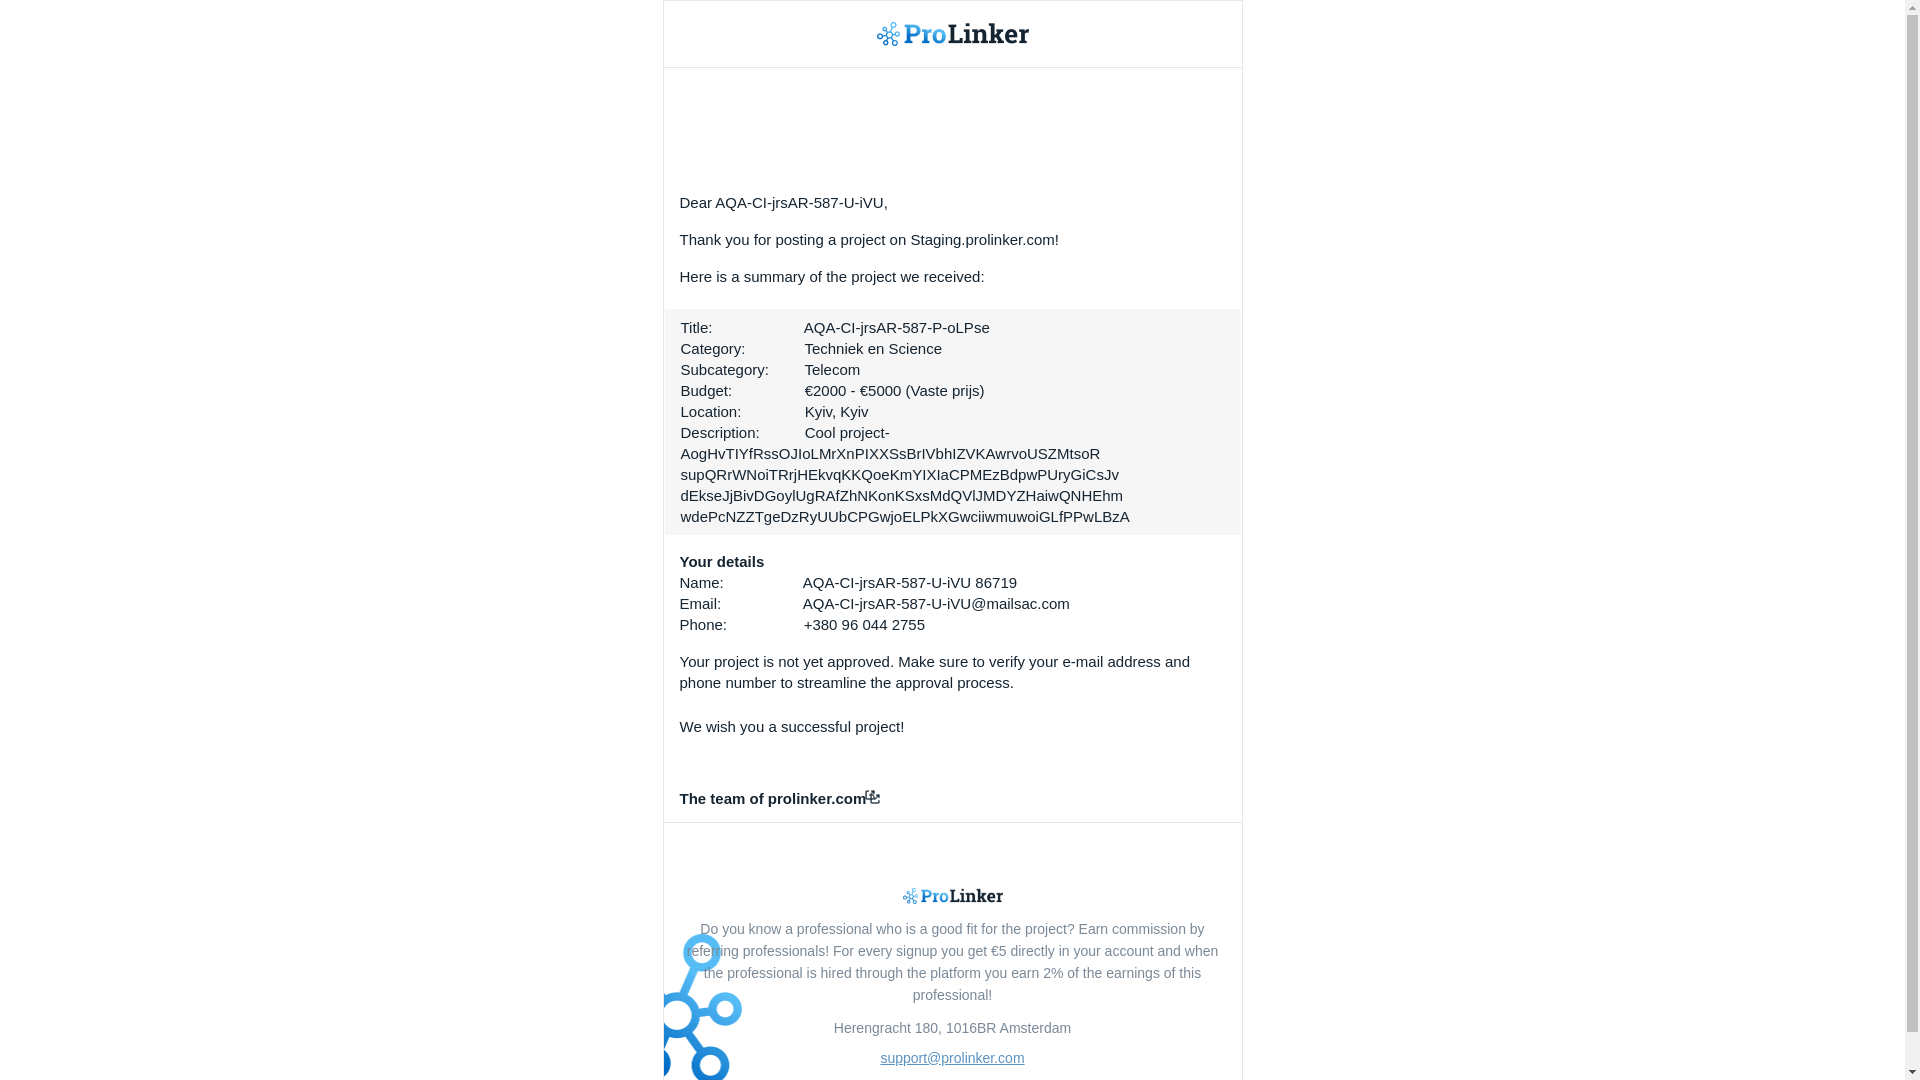 ProLinker
Dear AQA-CI-jrsAR-587-U-iVU,
Thank you for posting a project on Staging.prolinker.com!
Here is a summary of the project we received:
Title: AQA-CI-jrsAR-587-P-oLPse
Category: Techniek en Science
Subcategory: Telecom
Budget: €2000 - €5000 (Vaste prijs)
Location: Kyiv, Kyiv
Description: Cool project-
AogHvTIYfRssOJIoLMrXnPIXXSsBrIVbhIZVKAwrvoUSZMtsoR
supQRrWNoiTRrjHEkvqKKQoeKmYIXIaCPMEzBdpwPUryGiCsJv
dEkseJjBivDGoylUgRAfZhNKonKSxsMdQVlJMDYZHaiwQNHEhm
wdePcNZZTgeDzRyUUbCPGwjoELPkXGwciiwmuwoiGLfPPwLBzA
Your details
Name: AQA-CI-jrsAR-587-U-iVU 86719
Email: AQA-CI-jrsAR-587-U-iVU@mailsac.com
Phone: +380 96 044 2755
Your project is not yet approved. Make sure to verify your e-mail address and
phone number to streamline the approval process.
We wish you a successful project!
The team of prolinker.com
ProLinker
Do you know a professional who is a good fit for the project? Earn commission by
referring professionals! For every signup you get €5 directly in your account and when
the professional is hired through the platform you earn 2% of the earnings of this
professional!
Herengracht 180, 1016BR Amsterdam
support@prolinker.com